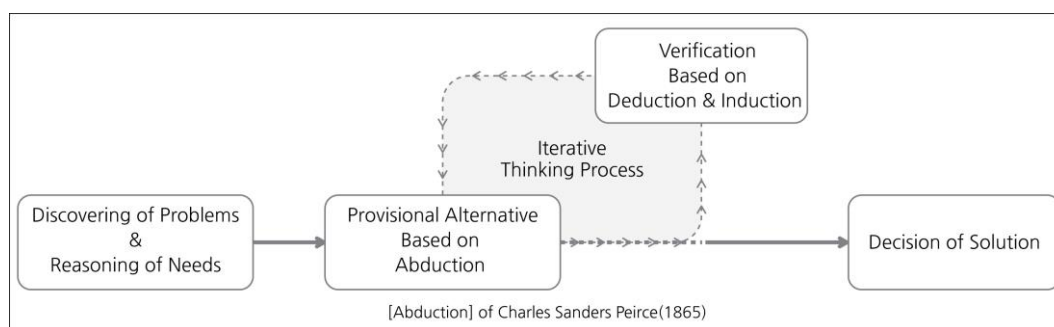 Verification
Based on
Deduction & Induction
Iterative
Thinking Process
Discovering of Problems
&
Reasoning of Needs
Provisional Alternative
Based on
Abduction
Decision of Solution
[Abduction] of Charles Sanders Peirce(1865)